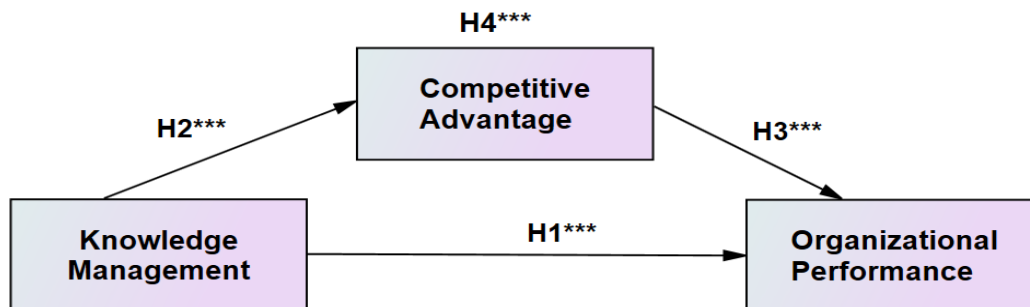 H4***
Competitive
Advantage
H2***
H3***
Knowledge
Management
H1***
Organizational
Performance